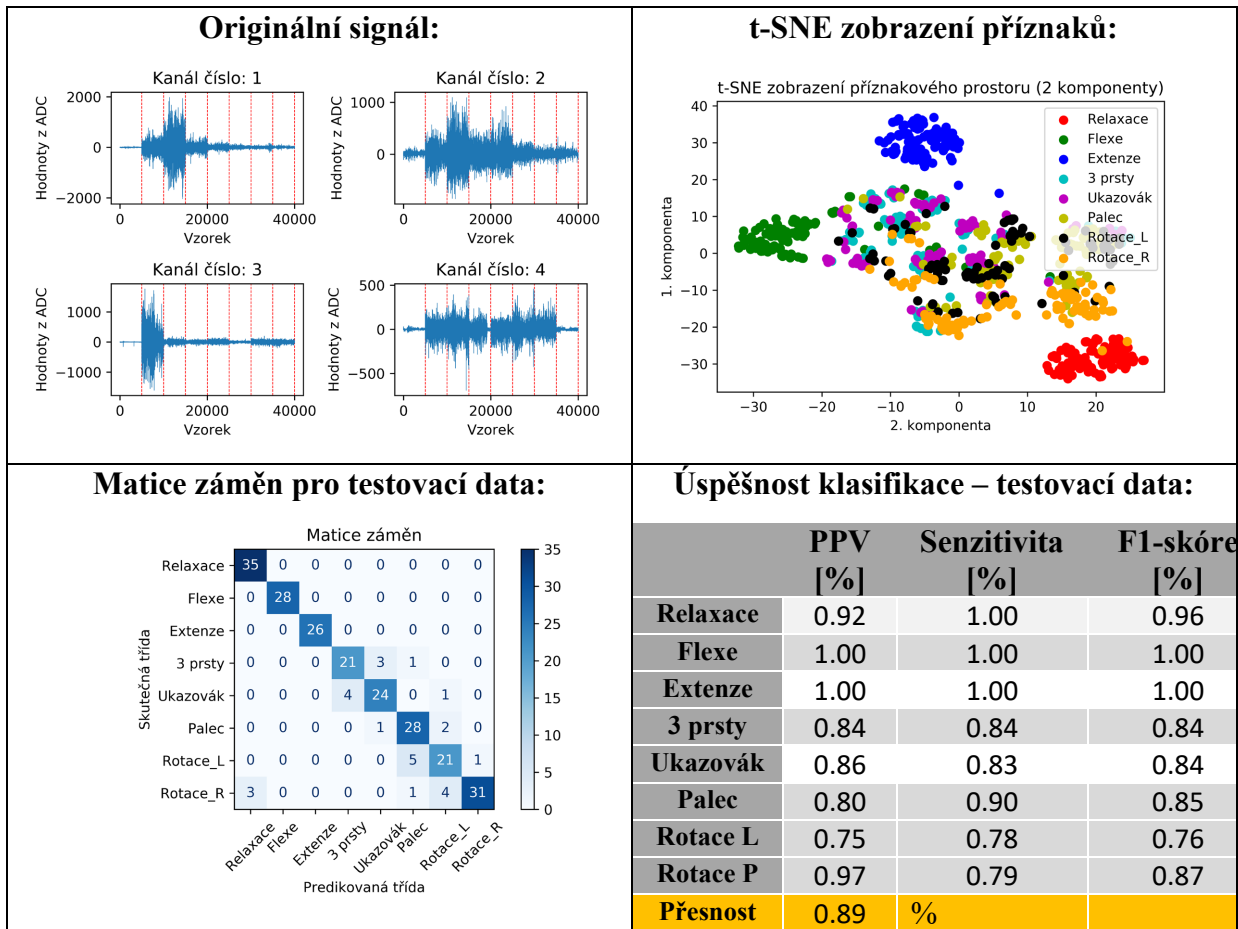 Originální signál:
Kanál číslo: 1
2000
0
−2000
Hodnoty z ADC
0 20000 40000
Vzorek
Kanál číslo: 2
1000
0
Hodnoty z ADC
0 20000 40000
Vzorek
Kanál číslo: 3
1000
0
−1000
Hodnoty z ADC
0 20000 40000
Vzorek
Kanál číslo: 4
500
0
−500
Hodnoty z ADC
0 20000 40000
Vzorek
t-SNE zobrazení příznaků:
t-SNE zobrazení příznakového prostoru (2 komponenty)
40
30
20
10
0
−10
−20
−30
1. komponenta
−30 −20 −10 0 10 20
2. komponenta
Relaxace
Flexe
Extenze
3 prsty
Ukazovák
Palec
Rotace_L
Rotace_R
Matice záměn pro testovací data:
Matice záměn
Skutečná třída
Relaxace 35 0 0 0 0 0 0 0
Flexe 0 28 0 0 0 0 0 0
Extenze 0 0 26 0 0 0 0 0
3 prsty 0 0 0 21 3 1 0 0
Ukazovák 0 0 0 4 24 0 1 0
Palec 0 0 0 0 1 28 2 0
Rotace_L 0 0 0 0 0 5 21 1
Rotace_R 3 0 0 0 0 1 4 31
Relaxace Flexe Extenze 3 prsty Ukazovák Palec Rotace_L Rotace_R
Predikovaná třída
35
30
25
20
15
10
5
0
Úspěšnost klasifikace – testovací data:
PPV [%] Senzitivita [%] F1-skóre [%]
Relaxace 0.92 1.00 0.96
Flexe 1.00 1.00 1.00
Extenze 1.00 1.00 1.00
3 prsty 0.84 0.84 0.84
Ukazovák 0.86 0.83 0.84
Palec 0.80 0.90 0.85
Rotace L 0.75 0.78 0.76
Rotace P 0.97 0.79 0.87
Přesnost 0.89 %